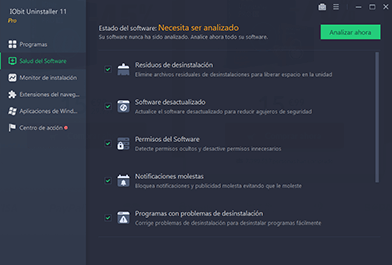 IObit Uninstaller 11
Pro
Programas
Salud del Software
Monitor de instalación
Extensiones del naveg...
Aplicaciones de Wind...
Centro de acción
Estado del software: Necesita ser analizado
Su software nunca ha sido analizado. Analice ahora todo su software.
Analizar ahora
Residuos de desinstalación
Elimine archivos residuales de desinstalaciones para liberar espacio en la unidad
Software desactualizado
Actualice el software desactualizado para reducir agujeros de seguridad
Permisos del Software
Detecte permisos ocultos y desactive permisos innecesarios
Notificaciones molestas
Bloquea notificaciones y publicidad molesta evitando que le moleste
Programas con problemas de desinstalación
Corrige problemas de desinstalación para desinstalar programas fácilmente